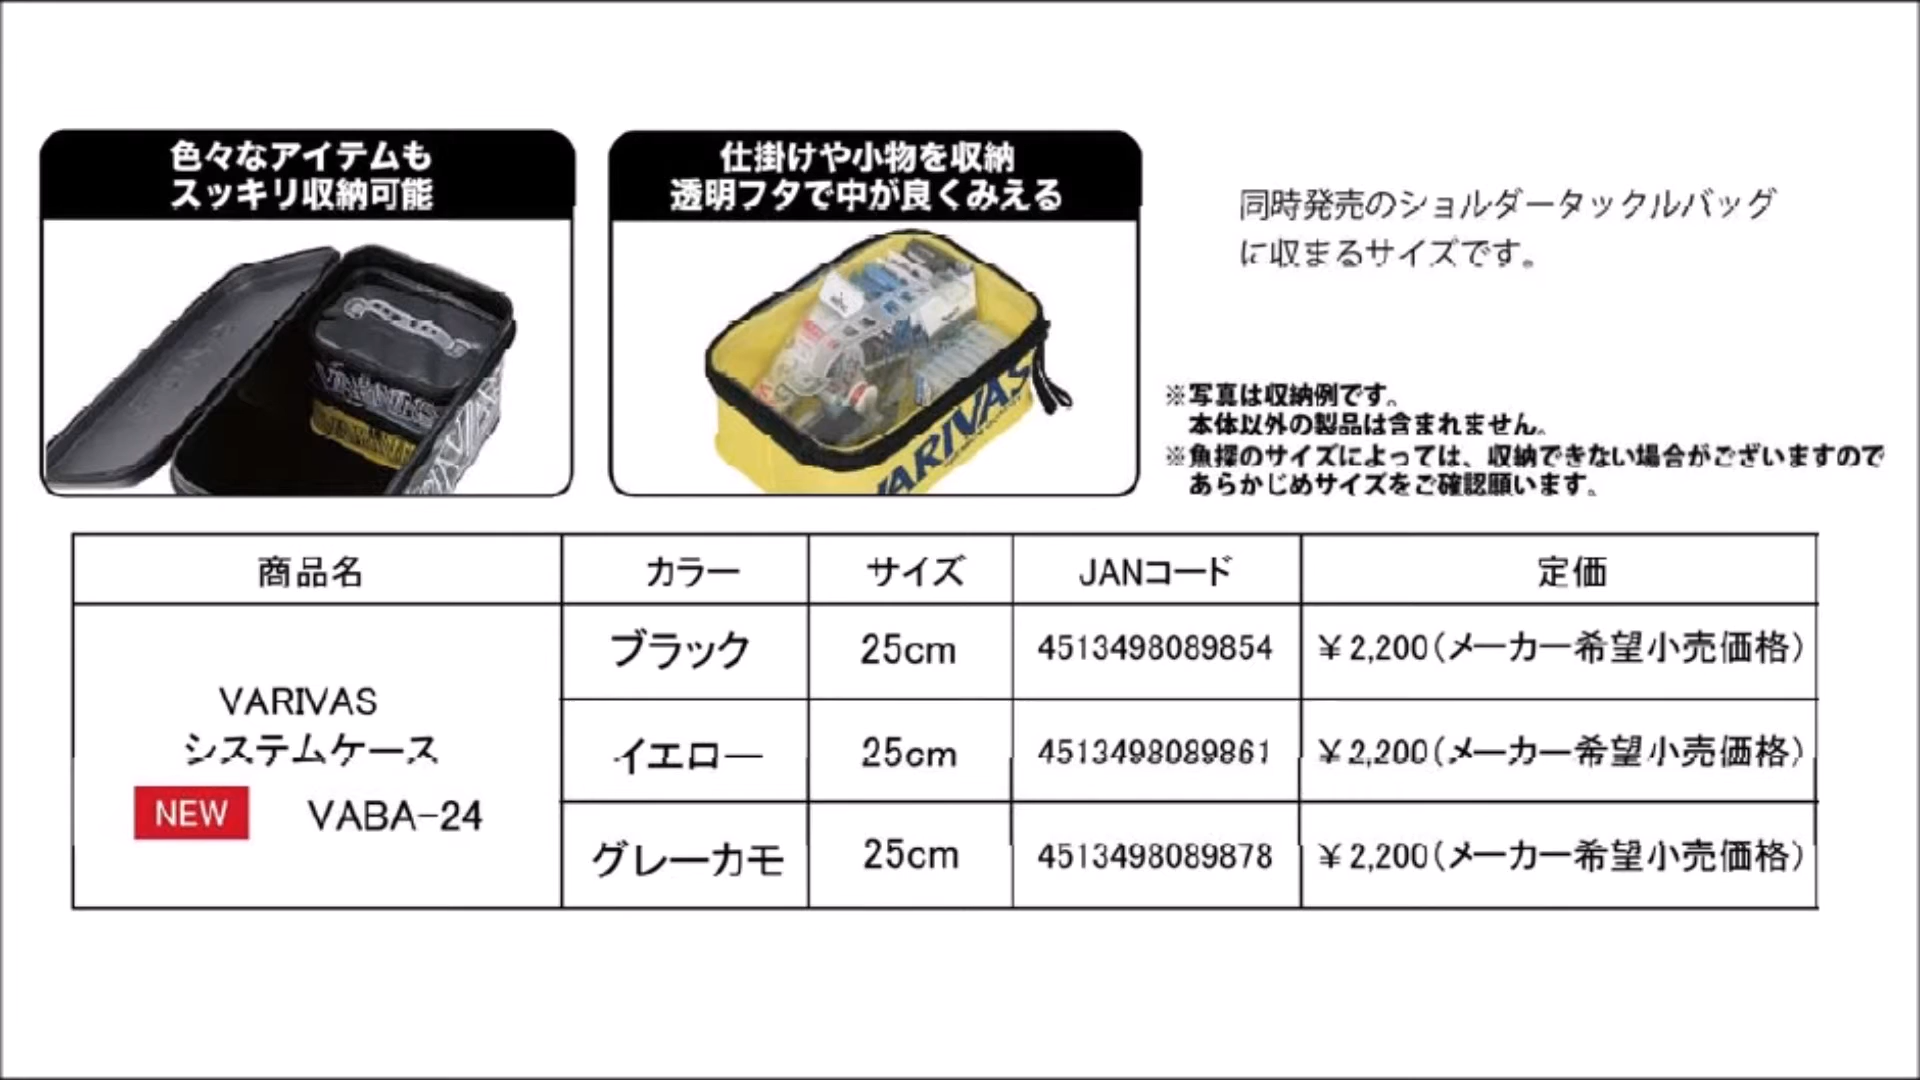 色々なアイテムも
スッキリ収納可能
仕掛けや小物を収納
透明フタで中が良くみえる
VARIVAS
同時発売のショルダータックルバッグ
に収まるサイズです。
※写真は収納例です。
本体以外の製品は含まれません。
※魚探のサイズによっては、収納できない場合がございますので
あらかじめサイズをご確認願います。
商品名 カラー サイズ JANコード 定価
ブラック 25cm 4513498089854 ￥2,200(メーカー希望小売価格)
VARIVAS
システムケース
イエロー 25cm 4513498089861 ￥2,200(メーカー希望小売価格)
NEW VABA-24
グレーカモ 25cm 4513498089878 ￥2,200(メーカー希望小売価格)